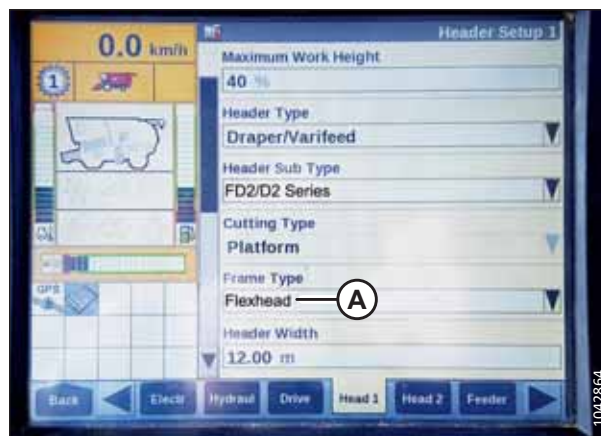 0.0 km/h
Header Setup 1
1
Maximum Work Height
40 %
Header Type
Draper/Varifeed
Header Sub Type
FD2/D2 Series
Cutting Type
Platform
Frame Type
Flexhead
A
GPS
Header Width
12.00 m
Back
Electr
Hydraul
Drive
Head 1
Head 2
Feeder
1042864